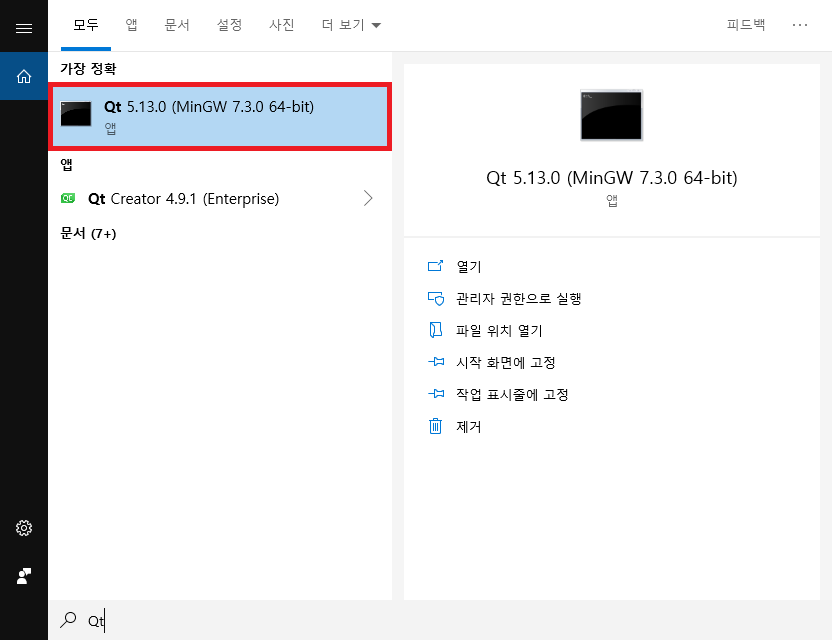 모두 앱 문서 설정 사진 더 보기 피드백 ...
가장 정확
Qt 5.13.0 (MinGW 7.3.0 64-bit)
앱
앱
Qt Creator 4.9.1 (Enterprise)
문서 (7+)
Qt 5.13.0 (MinGW 7.3.0 64-bit)
앱
열기
관리자 권한으로 실행
파일 위치 열기
시작 화면에 고정
작업 표시줄에 고정
제거
Qt